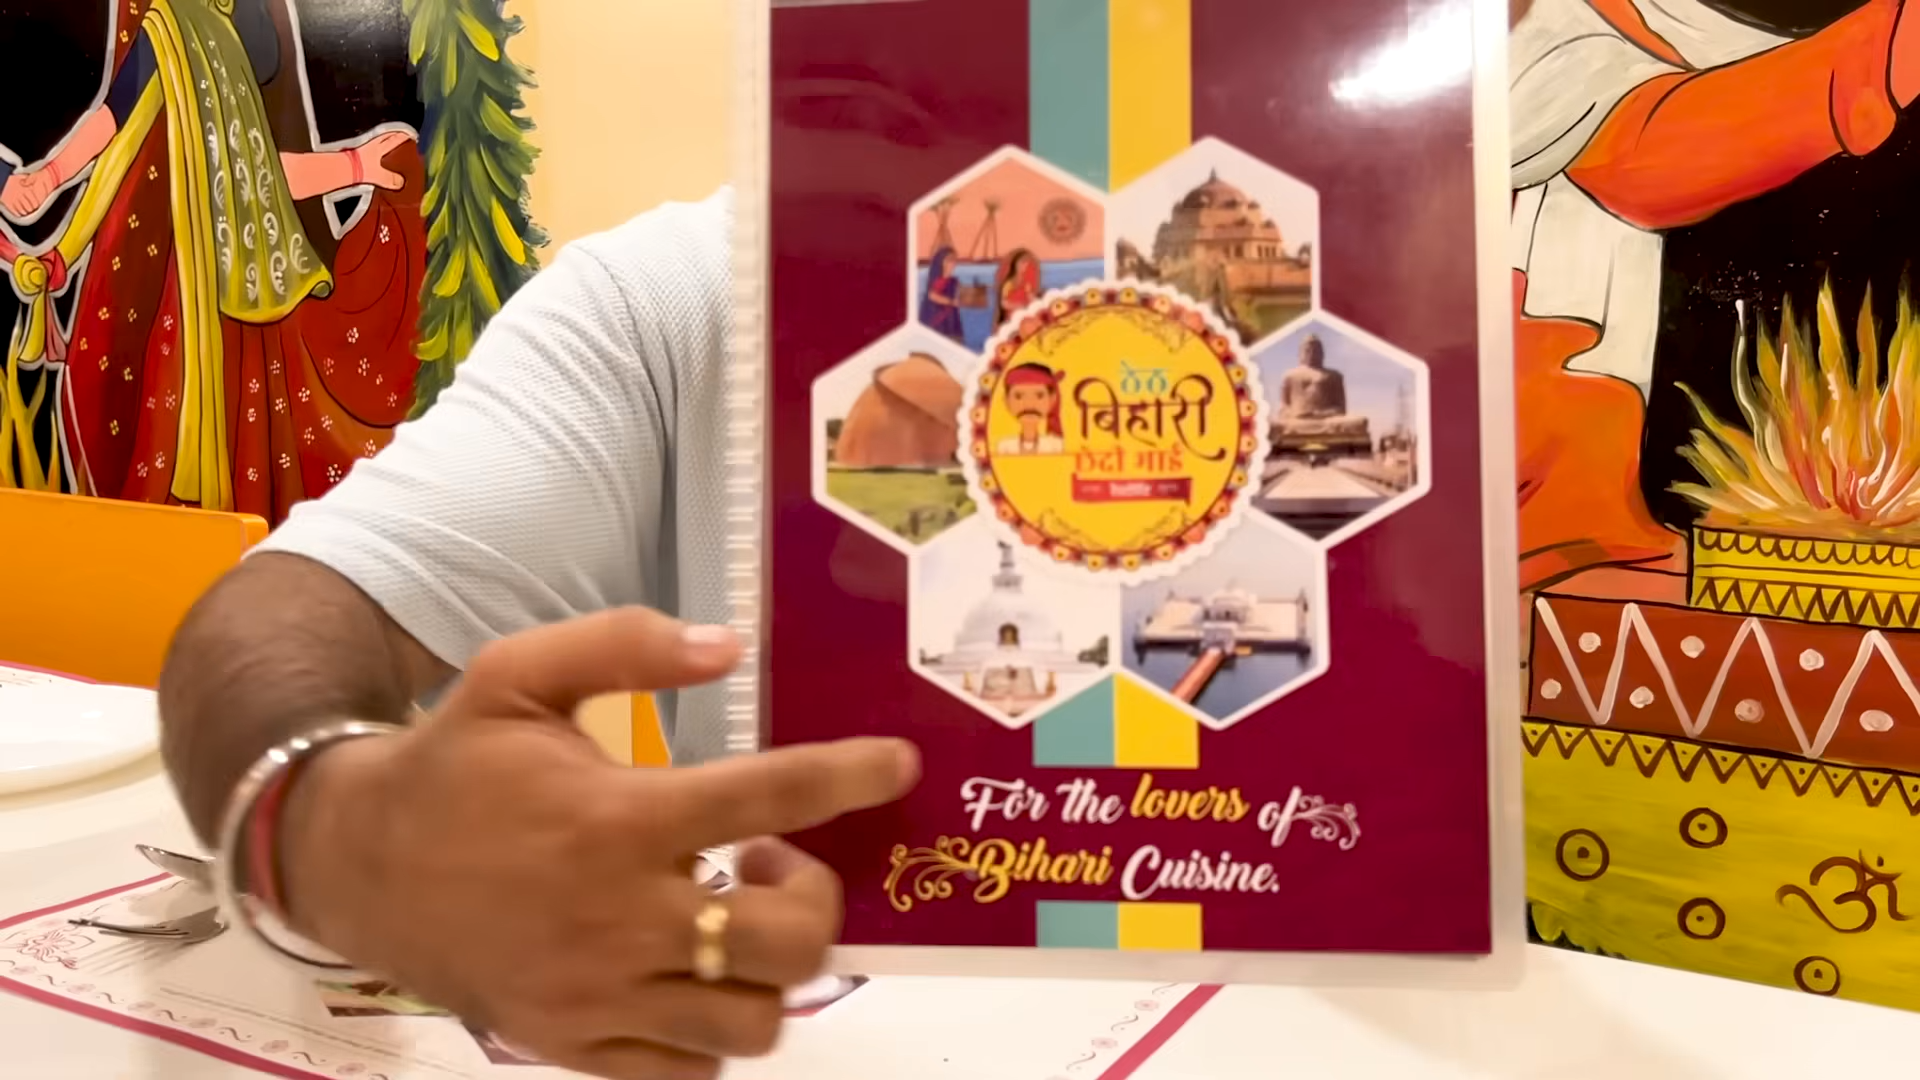 ठेठ
बिहारी
छेदी भाई
For the lovers of
Bihari Cuisine.
ॐ